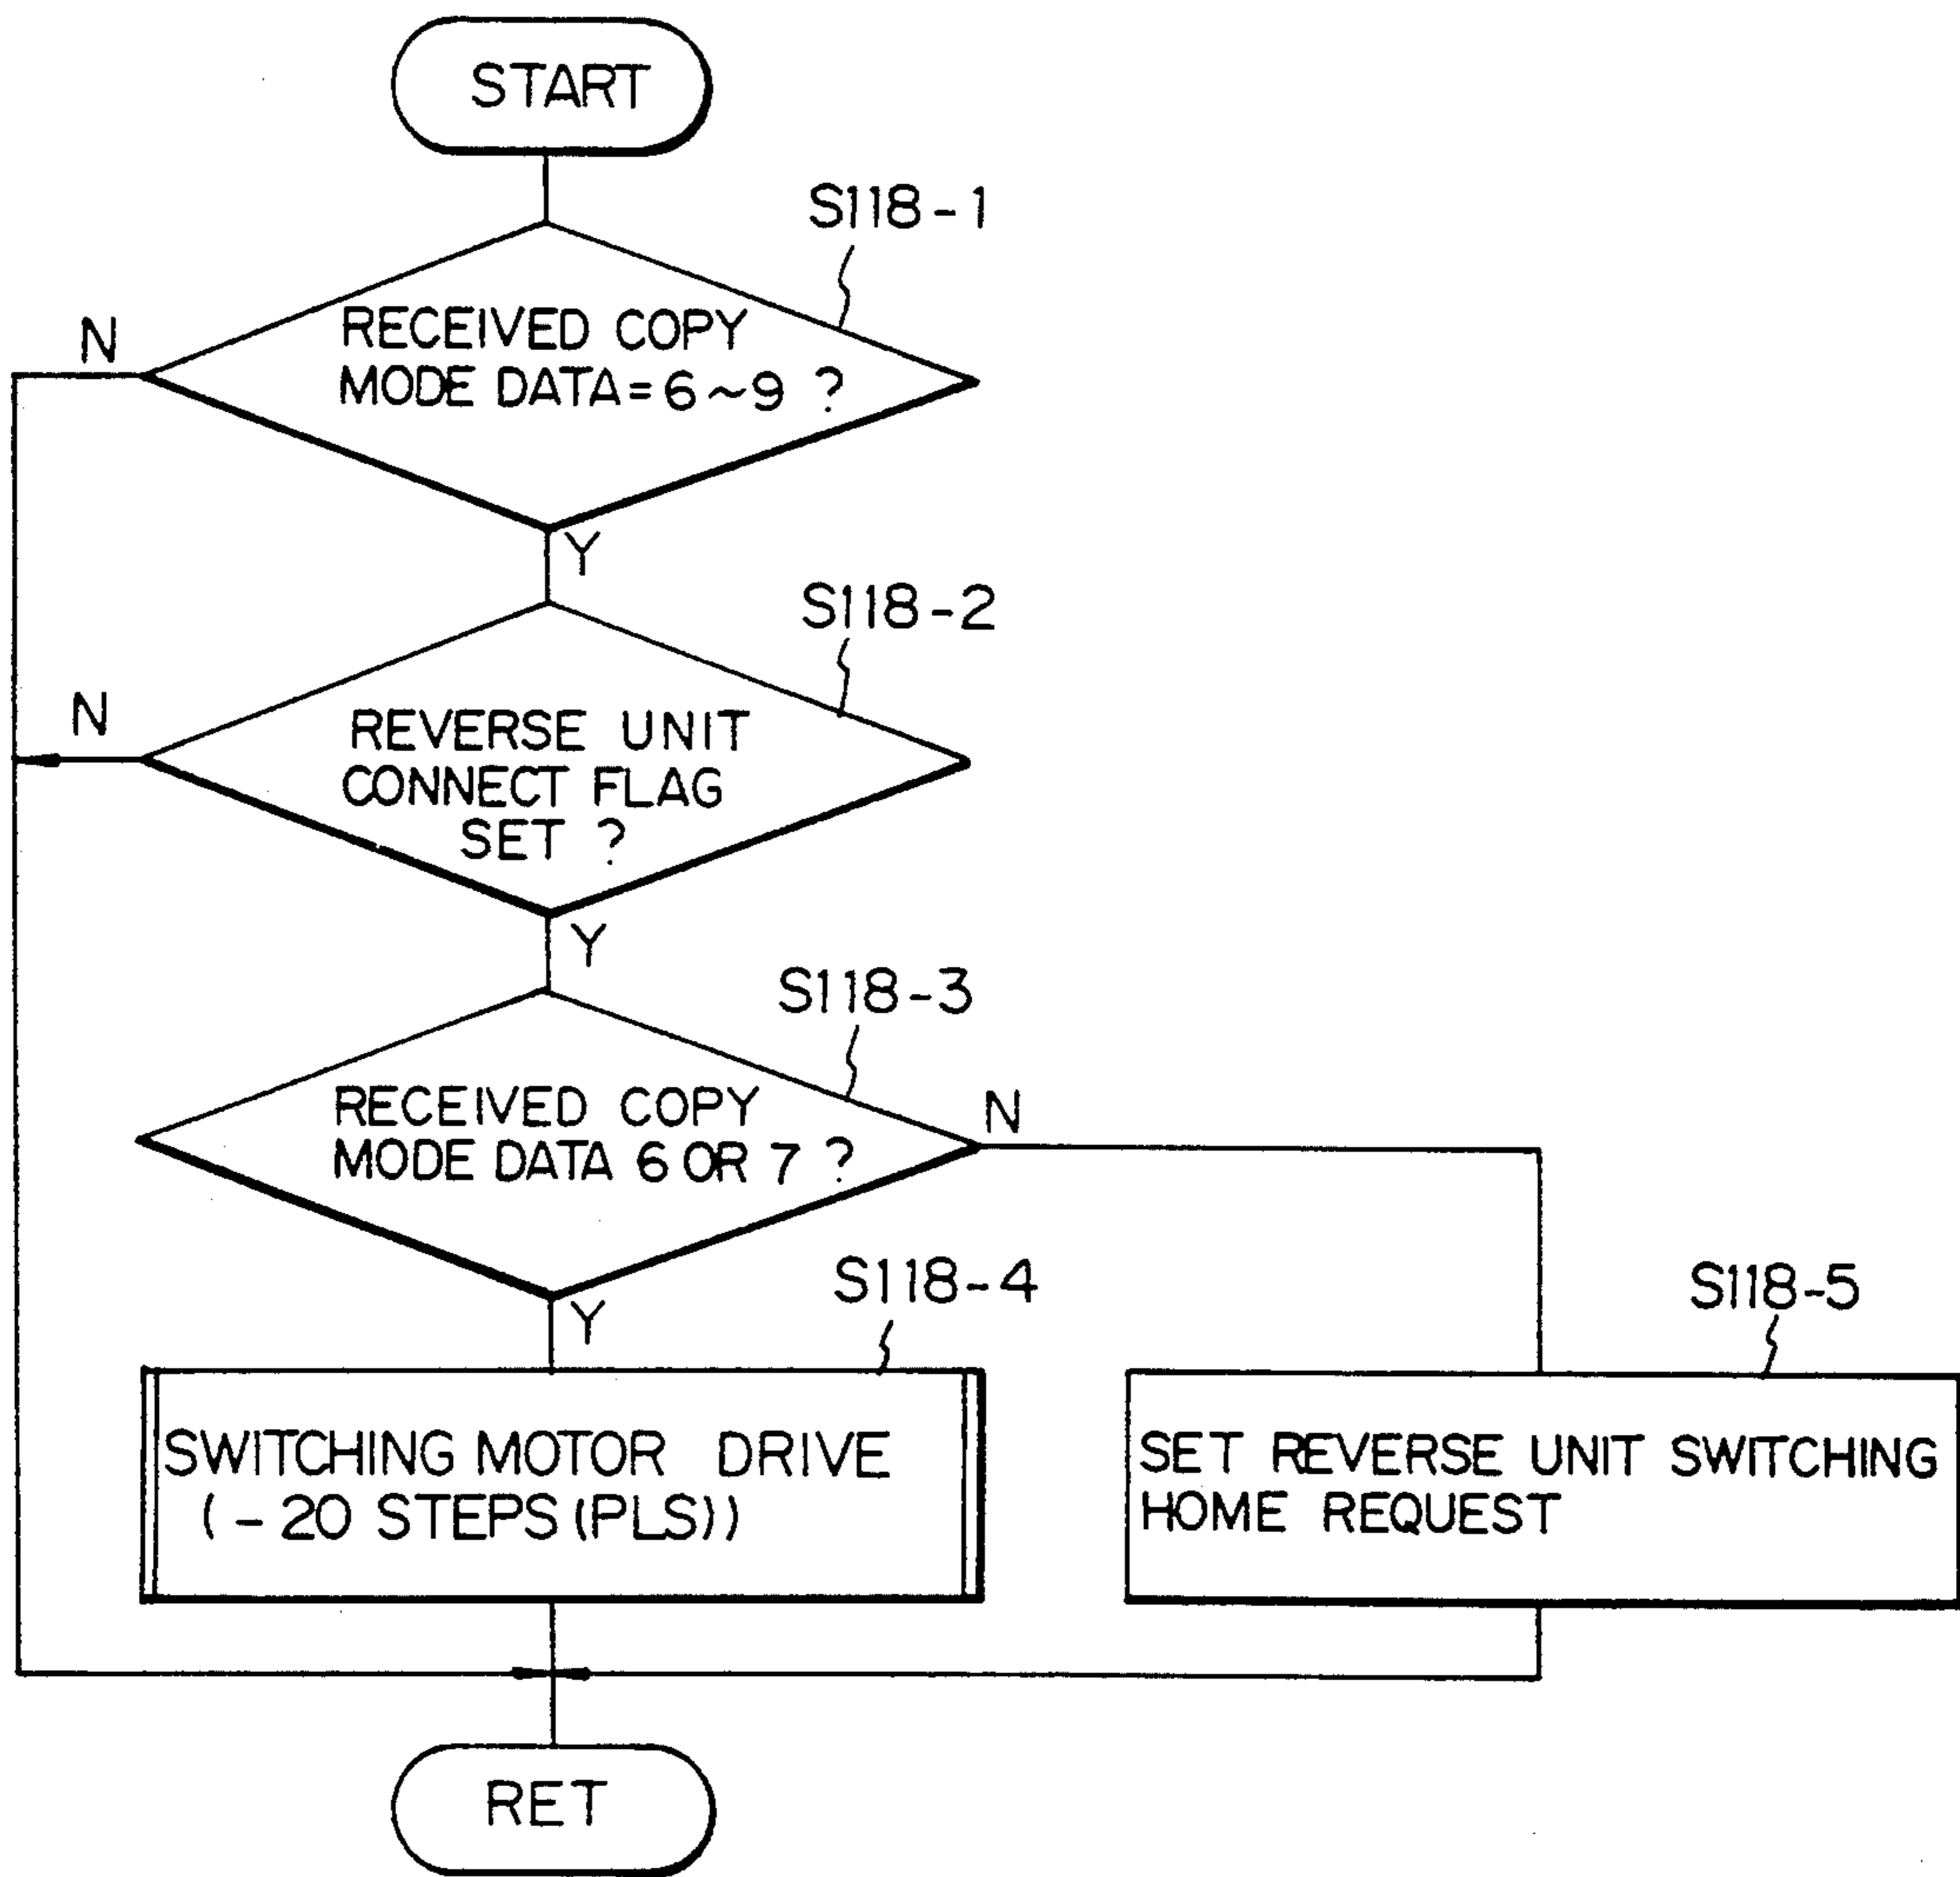 START
S118-1
RECEIVED COPY
MODE DATA=6~9 ?
N
Y
S118-2
REVERSE UNIT
CONNECT FLAG
SET ?
N
Y
S118-3
RECEIVED COPY
MODE DATA 6 OR 7 ?
N
Y
S118-4
SWITCHING MOTOR DRIVE
(-20 STEPS (PLS))
S118-5
SET REVERSE UNIT SWITCHING
HOME REQUEST
RET